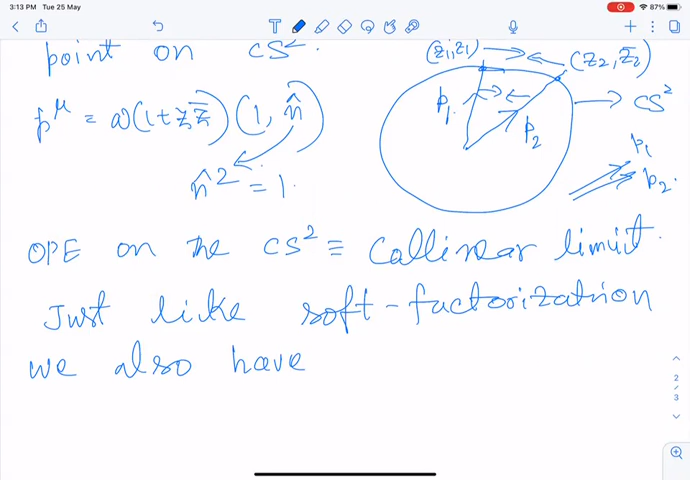 3:13 PM Tue 25 May
87%
point on CS².
(z₁, z̄₁) (z₂, z̄₂)
p^μ = ω(1+z z̄)(1, n̂)
p₁ p₂ CS²
n̂² = 1.
p₁
p₂.
OPE on the CS² ≡ Collinear limit.
Just like soft-factorization
we also have
2
/
3